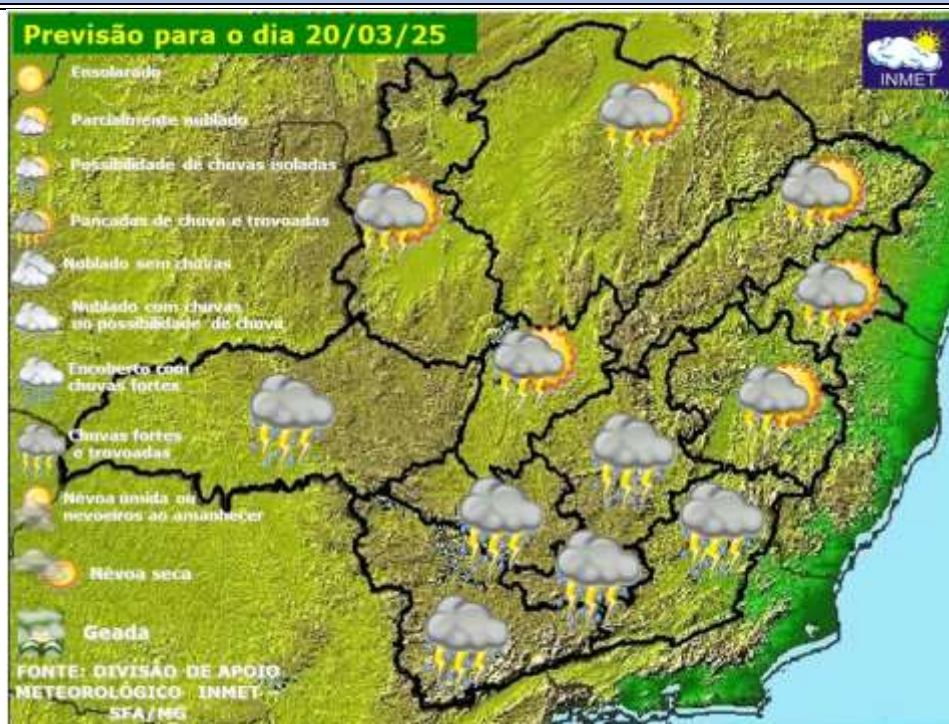 Previsão para o dia 20/03/25
INMET
Ensolarado
Parcialmente nublado
Possibilidade de chuvas isoladas
Pancadas de chuva e trovoadas
Nublado sem chuvas
Nublado com chuvas
ou possibilidade de chuva
Encoberto com
chuvas fortes
Chuvas fortes
e trovoadas
Névoa úmida ou
nevoeiros ao amanhecer
Névoa seca
Geada
FONTE: DIVISÃO DE APOIO
METEOROLÓGICO INMET -
SFA/MG